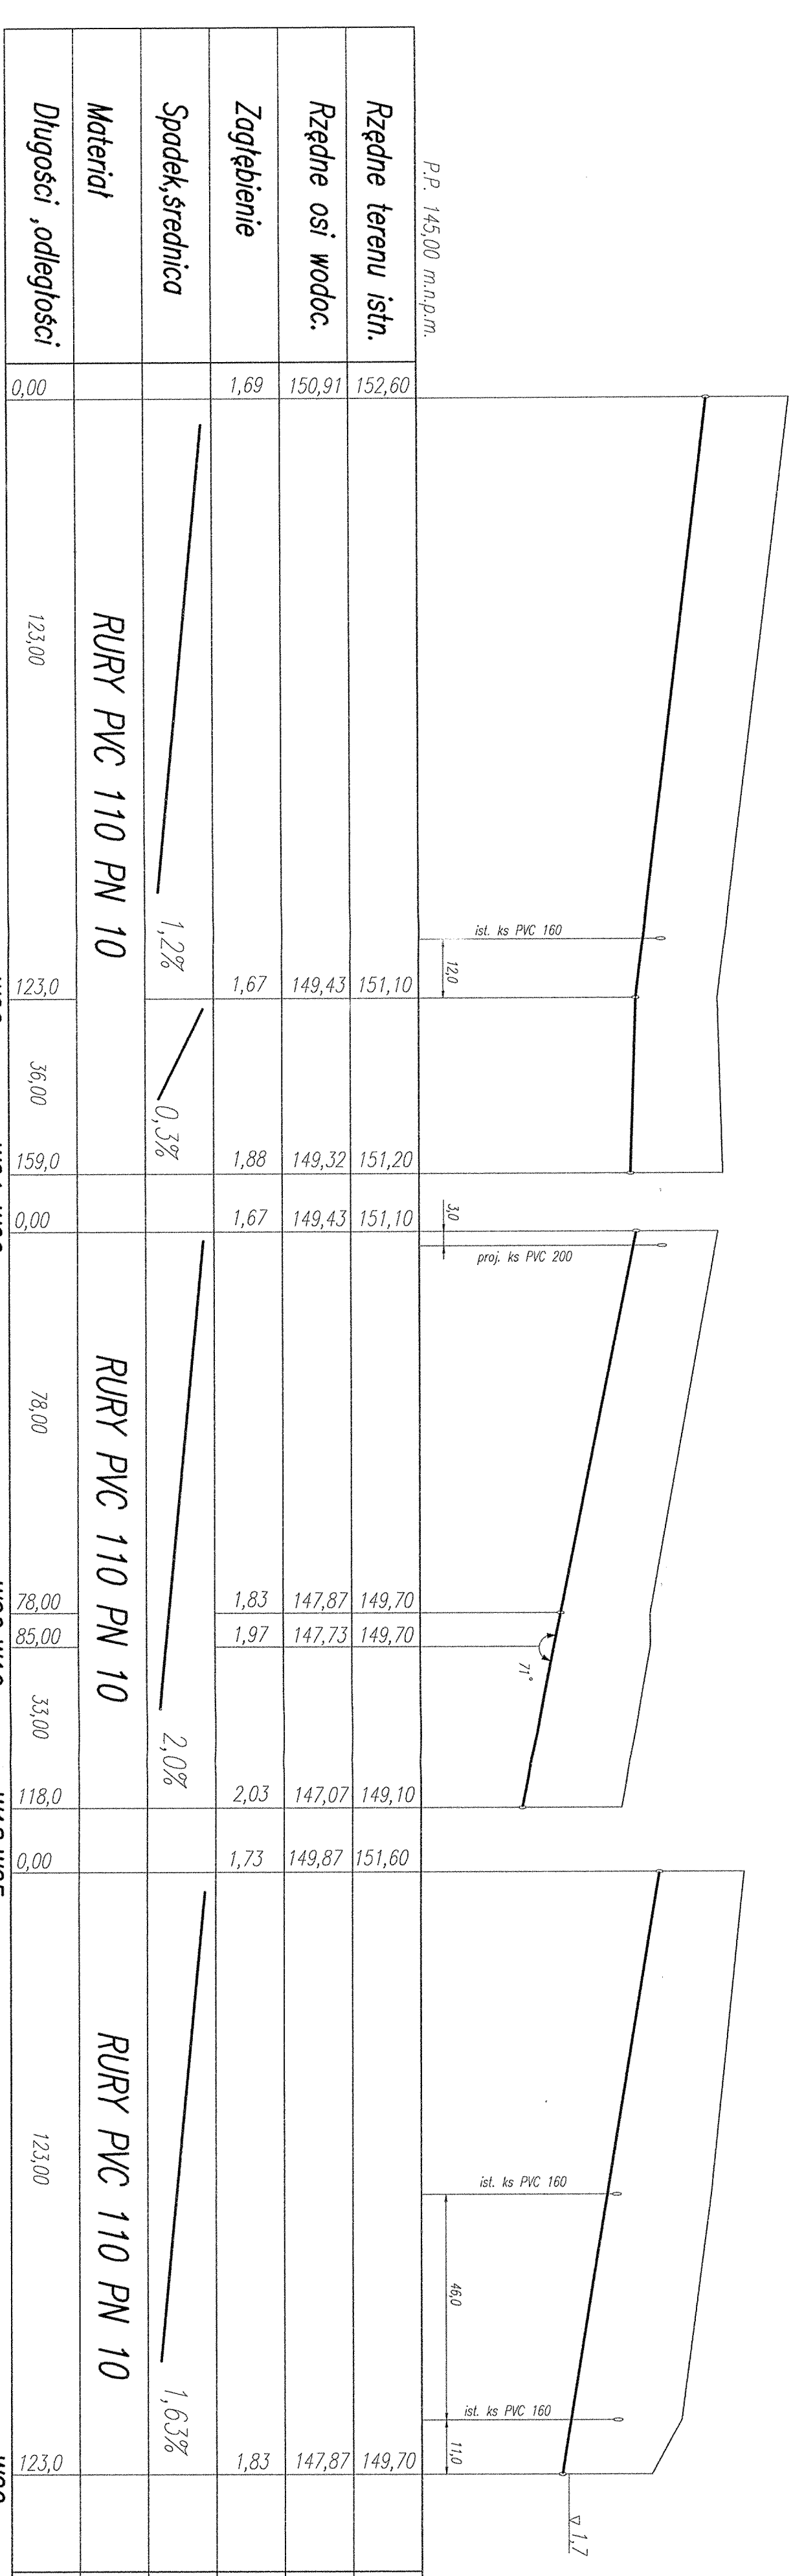 P.P. 145,00 m.n.p.m.
ist. ks PVC 160
12,0
3,0
proj. ks PVC 200
71°
ist. ks PVC 160
46,0
ist. ks PVC 160
11,0
1,7
Rzędne terenu istn.
152,60 151,10 151,20 151,10 149,70 149,70 149,10 151,60 149,70
Rzędne osi wodoc.
150,91 149,43 149,32 149,43 147,87 147,73 147,07 149,87 147,87
Zagłębienie
1,69 1,67 1,88 1,67 1,83 1,97 2,03 1,73 1,83
Spadek,średnica
1,2% 0,3% 2,0% 1,63%
Materiał
RURY PVC 110 PN 10 RURY PVC 110 PN 10 RURY PVC 110 PN 10
Długości ,odległości
123,00 36,00 78,00 33,00 123,00
0,00 123,0 159,0 0,00 78,00 85,00 118,0 0,00 123,0